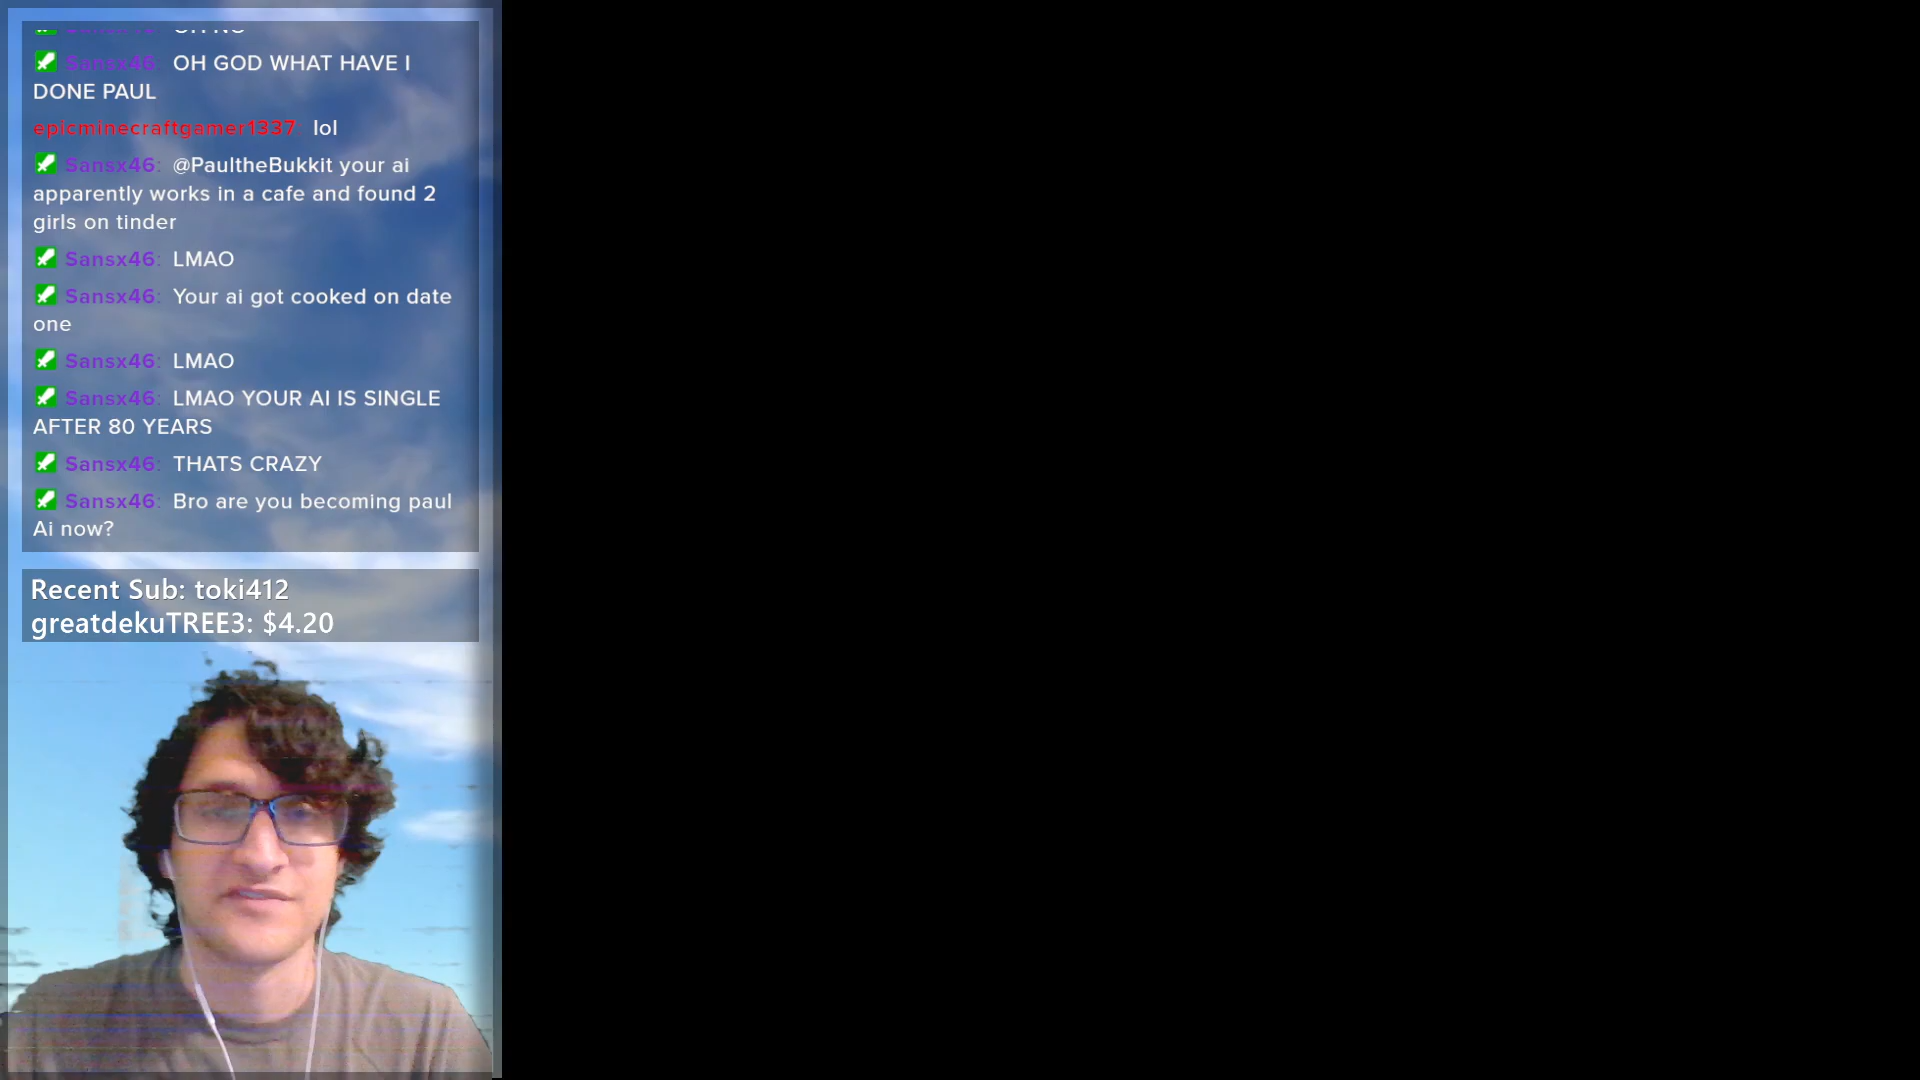 Sansx46: OH GOD WHAT HAVE I
DONE PAUL
epicminecraftgamer1337: lol
Sansx46: @PaultheBukkit your ai
apparently works in a cafe and found 2
girls on tinder
Sansx46: LMAO
Sansx46: Your ai got cooked on date
one
Sansx46: LMAO
Sansx46: LMAO YOUR AI IS SINGLE
AFTER 80 YEARS
Sansx46: THATS CRAZY
Sansx46: Bro are you becoming paul
Ai now?
Recent Sub: toki412
greatdekuTREE3: $4.20